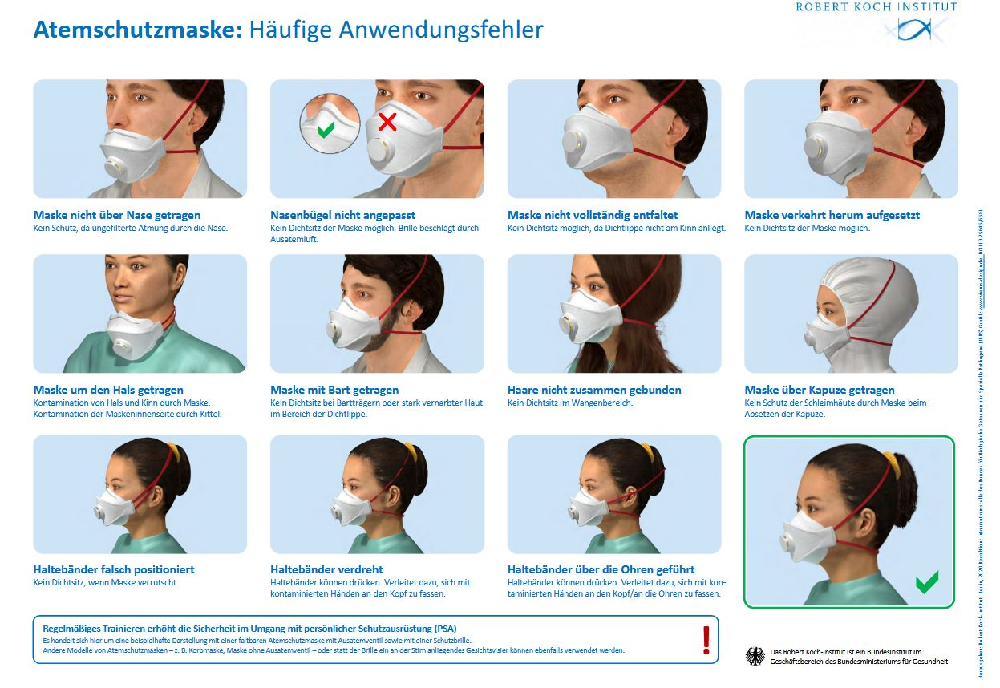 ROBERT KOCH INSTITUT
Atemschutzmaske: Häufige Anwendungsfehler
Maske nicht über Nase getragen
Kein Schutz, da ungefilterte Atmung durch die Nase.
Nasenbügel nicht angepasst
Kein Dichtsitz der Maske möglich. Brille beschlägt durch
Ausatemluft.
Maske nicht vollständig entfaltet
Kein Dichtsitz möglich, da Dichtlippe nicht am Kinn anliegt.
Maske verkehrt herum aufgesetzt
Kein Dichtsitz der Maske möglich.
Maske um den Hals getragen
Kontamination von Hals und Kinn durch Maske.
Kontamination der Maskeninnenseite durch Kittel.
Maske mit Bart getragen
Kein Dichtsitz bei Bartträgern oder stark vernarbter Haut
im Bereich der Dichtlippe.
Haare nicht zusammen gebunden
Kein Dichtsitz im Wangenbereich.
Maske über Kapuze getragen
Kein Schutz der Schleimhäute durch Maske beim
Absetzen der Kapuze.
Haltebänder falsch positioniert
Kein Dichtsitz, wenn Maske verrutscht.
Haltebänder verdreht
Haltebänder können drücken. Verleitet dazu, sich mit
kontaminierten Händen an den Kopf zu fassen.
Haltebänder über die Ohren geführt
Haltebänder können drücken. Verleitet dazu, sich mit kon-
taminierten Händen an den Kopf/an die Ohren zu fassen.
Regelmäßiges Trainieren erhöht die Sicherheit im Umgang mit persönlicher Schutzausrüstung (PSA)
Es handelt sich hier um eine beispielhafte Darstellung mit einer faltbaren Atemschutzmaske mit Ausatemventil sowie mit einer Schutzbrille.
Andere Modelle von Atemschutzmasken – z. B. Korbmaske, Maske ohne Ausatemventil – oder statt der Brille ein an der Stirn anliegendes Gesichtsvisier können ebenfalls verwendet werden.
!
Das Robert Koch-Institut ist ein Bundesinstitut im
Geschäftsbereich des Bundesministeriums für Gesundheit
Herausgeber: Robert Koch-Institut, Berlin, 2020 Redaktion: Informationsstelle des Bundes für Biologische Gefahren und Spezielle Pathogene (IBBS) Grafik: